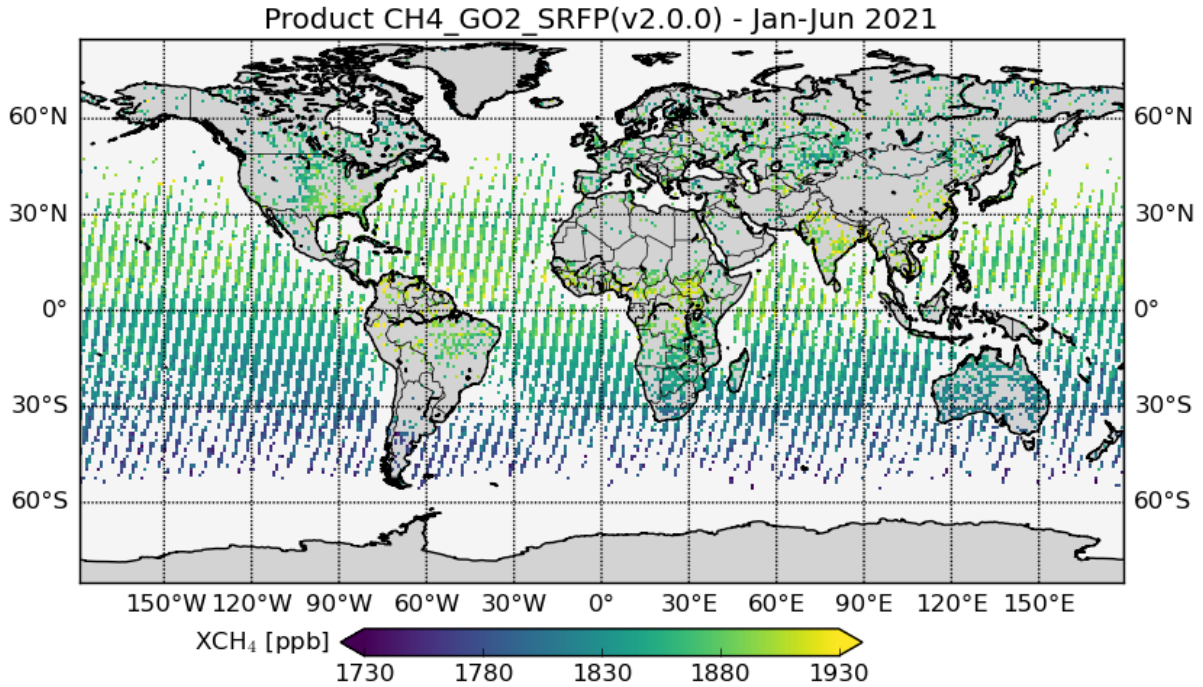 Product CH4_GO2_SRFP(v2.0.0) - Jan-Jun 2021
60°N 60°N
30°N 30°N
0° 0°
30°S 30°S
60°S 60°S
150°W 120°W 90°W 60°W 30°W 0° 30°E 60°E 90°E 120°E 150°E
XCH₄ [ppb]
1730 1780 1830 1880 1930